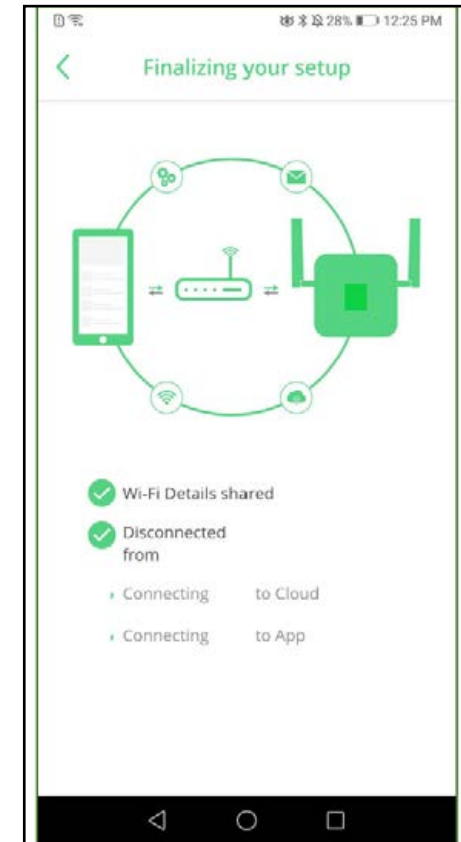 28% 12:25 PM
Finalizing your setup
Wi-Fi Details shared
Disconnected
from
Connecting to Cloud
Connecting to App